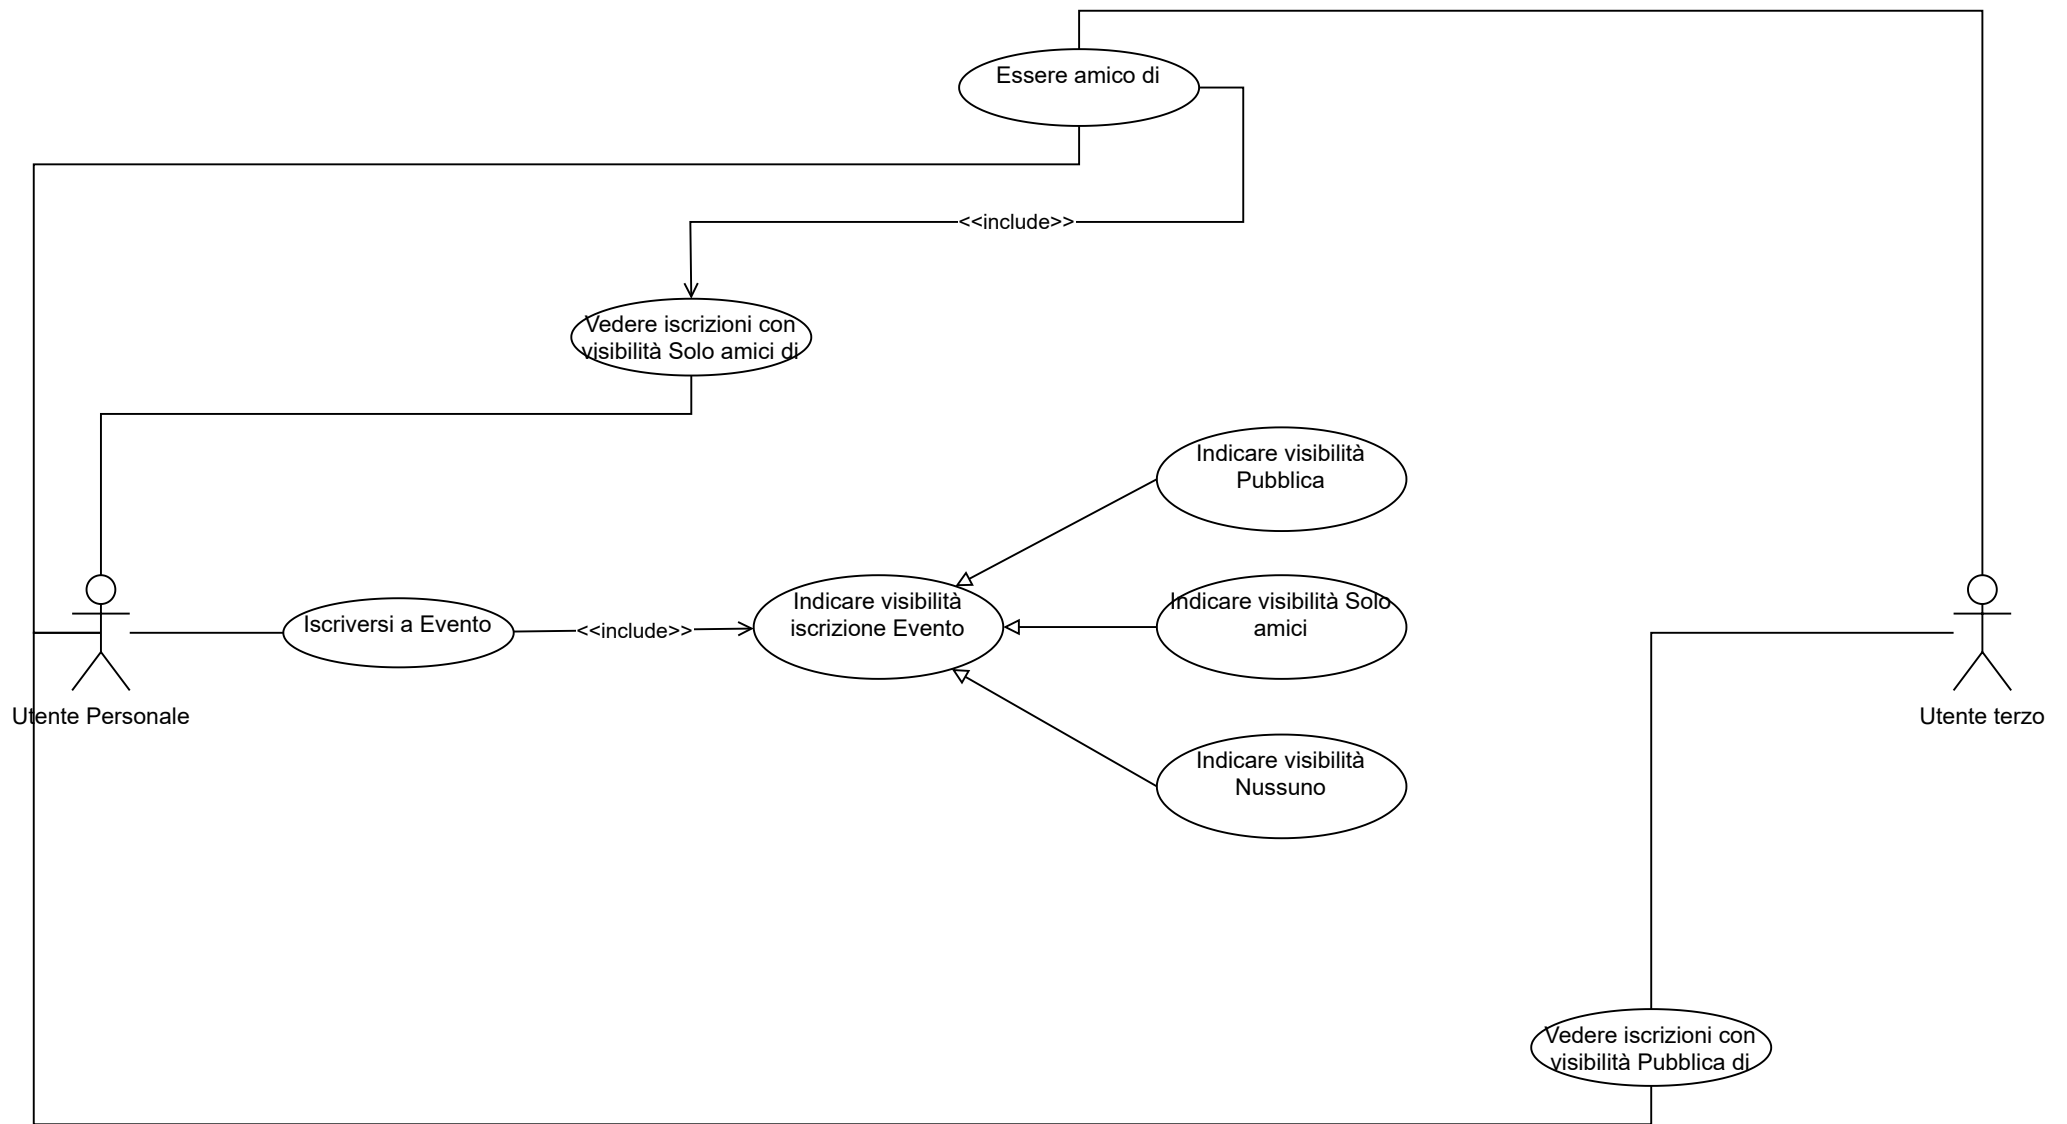 Essere amico di
<<include>>
Vedere iscrizioni con
visibilità Solo amici di
Indicare visibilità
Pubblica
Iscriversi a Evento
<<include>>
Indicare visibilità
iscrizione Evento
Indicare visibilità Solo
amici
Utente Personale
Utente terzo
Indicare visibilità
Nussuno
Vedere iscrizioni con
visibilità Pubblica di